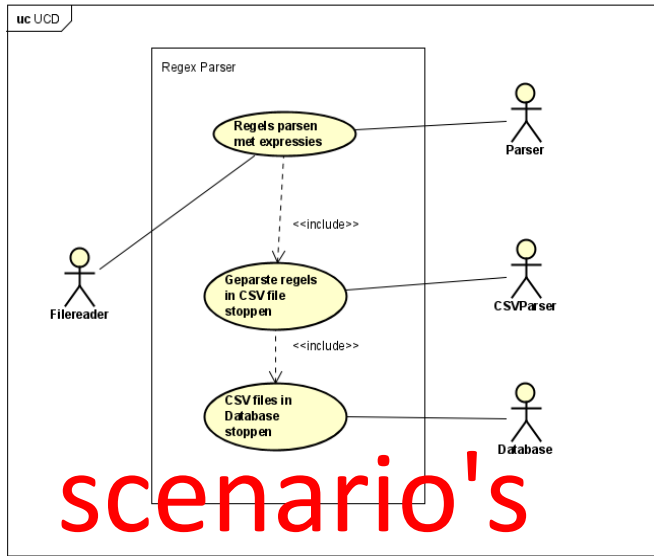 uc UCD
Regex Parser
Regels parsen
met expressies
Parser
<<include>>
Filereader
Geparste regels
in CSV file
stoppen
CSVParser
<<include>>
CSV files in
Database
stoppen
Database
scenario's